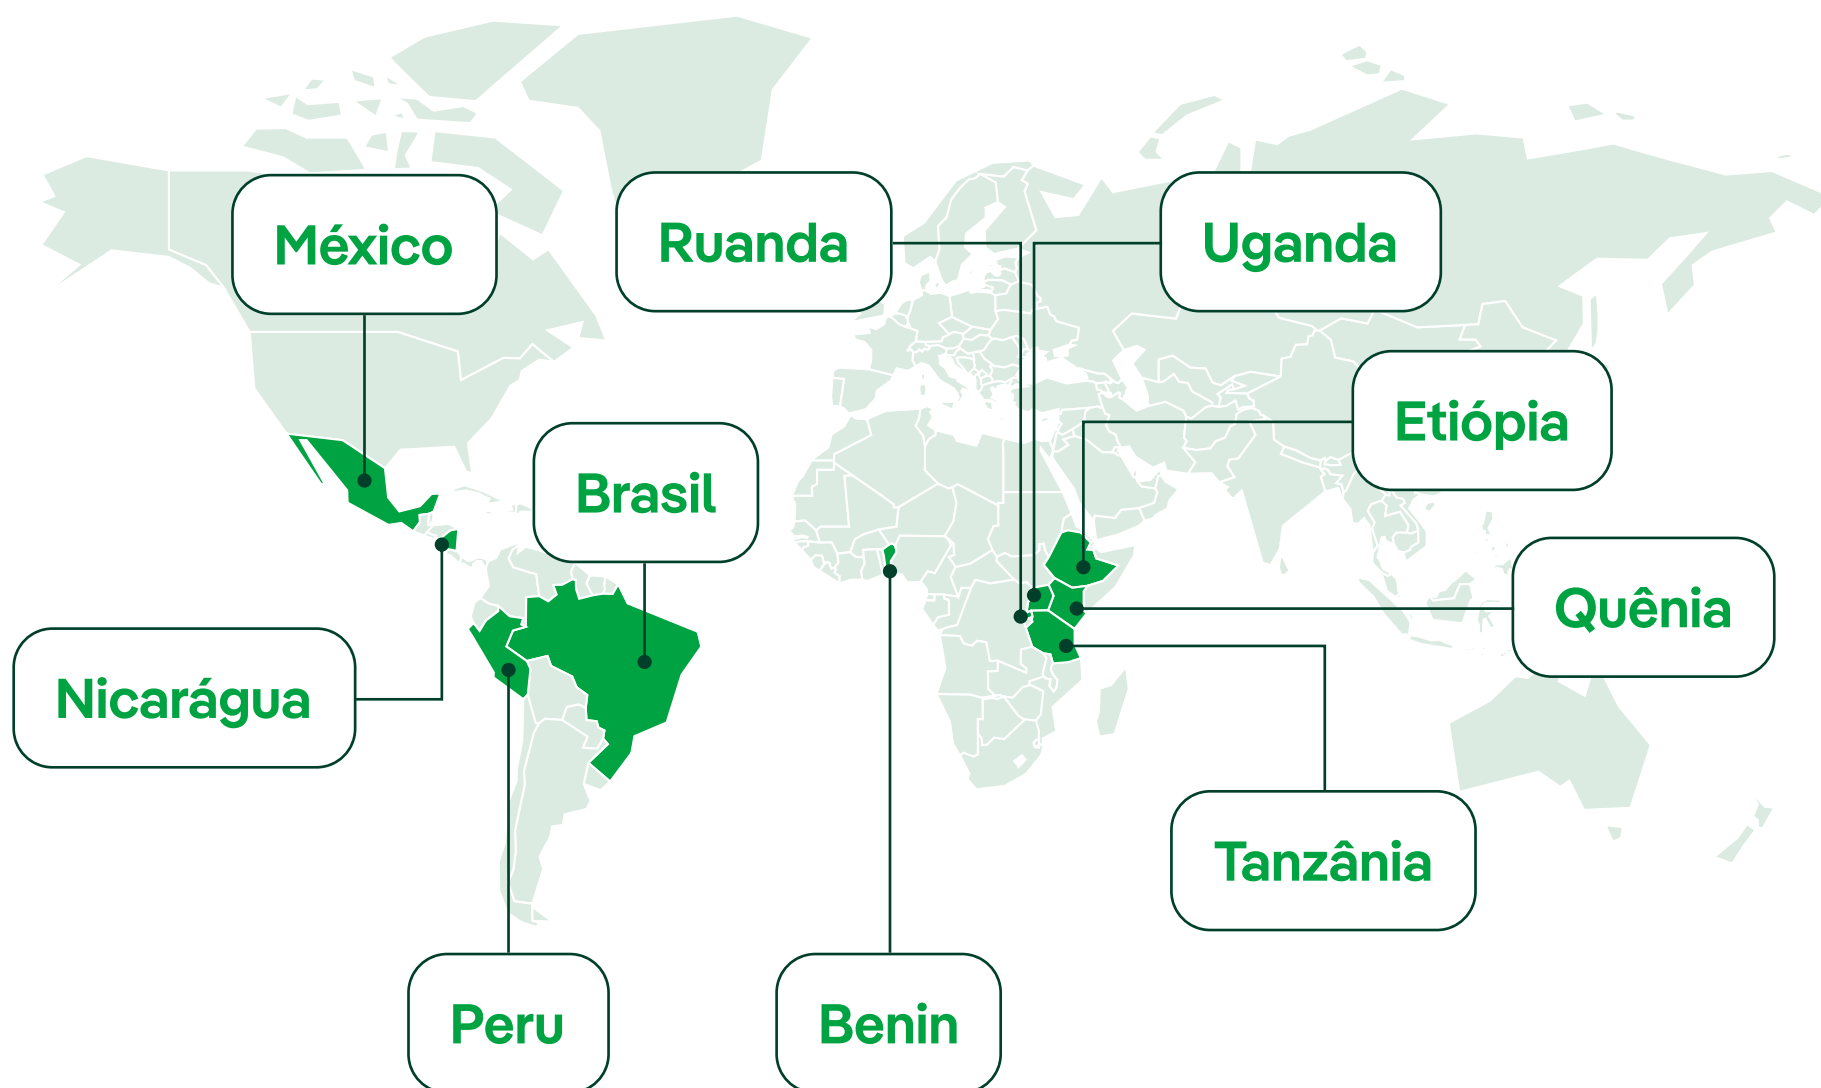 México
Ruanda
Uganda
Etiópia
Brasil
Quênia
Nicarágua
Tanzânia
Peru
Benin